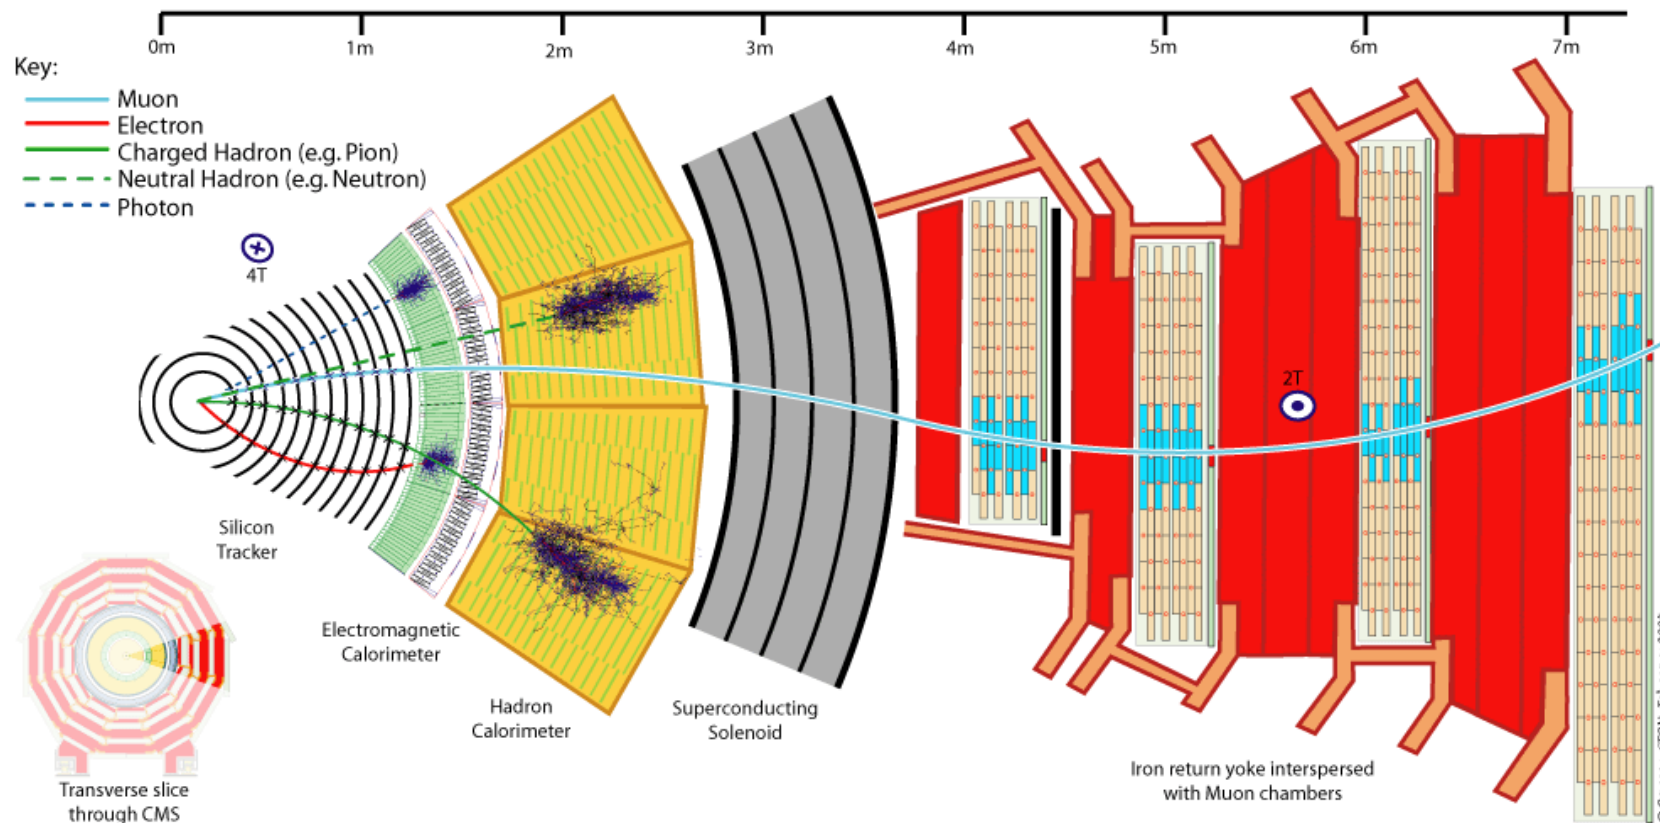 0m
1m
2m
3m
4m
5m
6m
7m
Key:
Muon
Electron
Charged Hadron (e.g. Pion)
Neutral Hadron (e.g. Neutron)
Photon
4T
2T
Silicon
Tracker
Electromagnetic
Calorimeter
Hadron
Calorimeter
Superconducting
Solenoid
Iron return yoke interspersed
with Muon chambers
Transverse slice
through CMS